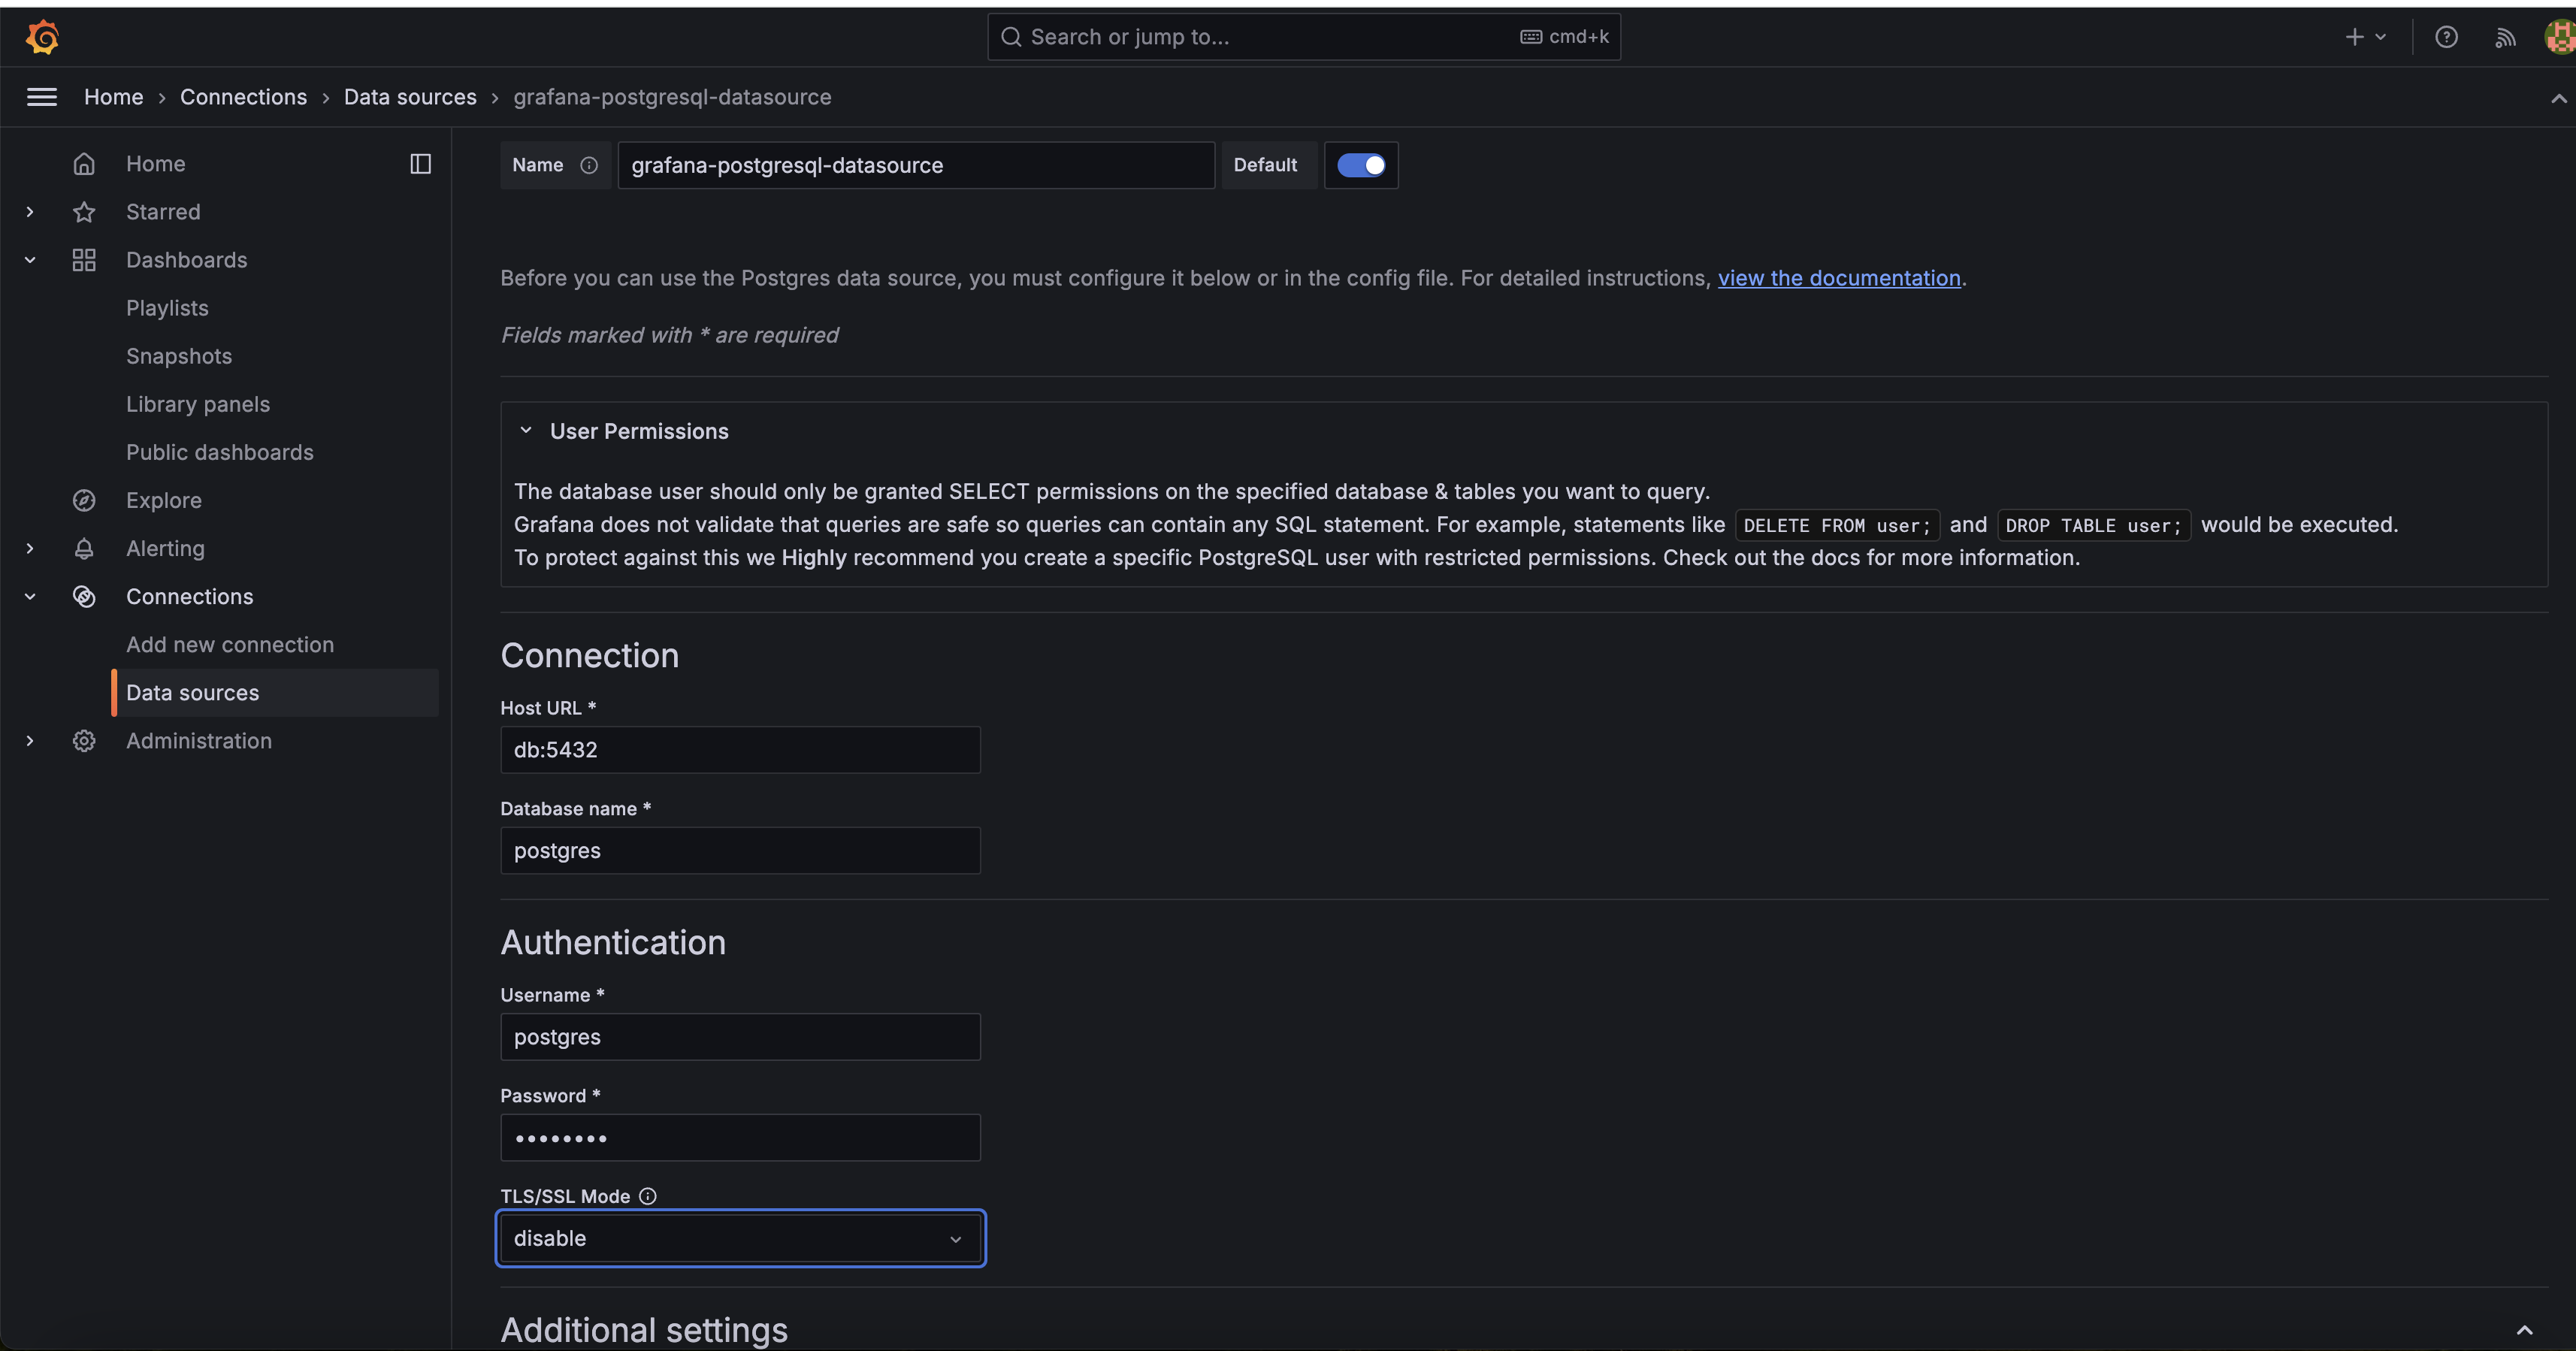 Search or jump to...
cmd+k
Home › Connections › Data sources › grafana-postgresql-datasource
Home
Starred
Dashboards
Playlists
Snapshots
Library panels
Public dashboards
Explore
Alerting
Connections
Add new connection
Data sources
Administration
Name
grafana-postgresql-datasource
Default
Before you can use the Postgres data source, you must configure it below or in the config file. For detailed instructions, view the documentation.
Fields marked with * are required
User Permissions
The database user should only be granted SELECT permissions on the specified database & tables you want to query.
Grafana does not validate that queries are safe so queries can contain any SQL statement. For example, statements like DELETE FROM user; and DROP TABLE user; would be executed.
To protect against this we Highly recommend you create a specific PostgreSQL user with restricted permissions. Check out the docs for more information.
Connection
Host URL *
db:5432
Database name *
postgres
Authentication
Username *
postgres
Password *
••••••••
TLS/SSL Mode
disable
Additional settings